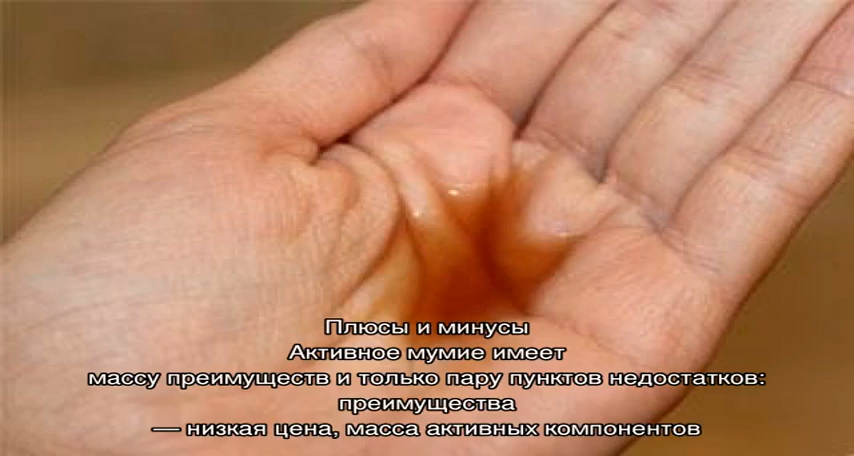 Плюсы и минусы
Активное мумие имеет
массу преимуществ и только пару пунктов недостатков:
преимущества
— низкая цена, масса активных компонентов